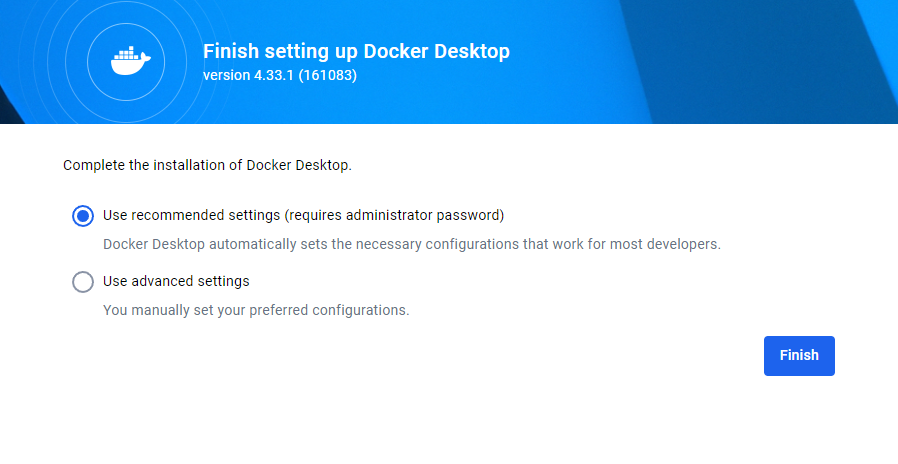 Finish setting up Docker Desktop
version 4.33.1 (161083)
Complete the installation of Docker Desktop.
Use recommended settings (requires administrator password)
Docker Desktop automatically sets the necessary configurations that work for most developers.
Use advanced settings
You manually set your preferred configurations.
Finish